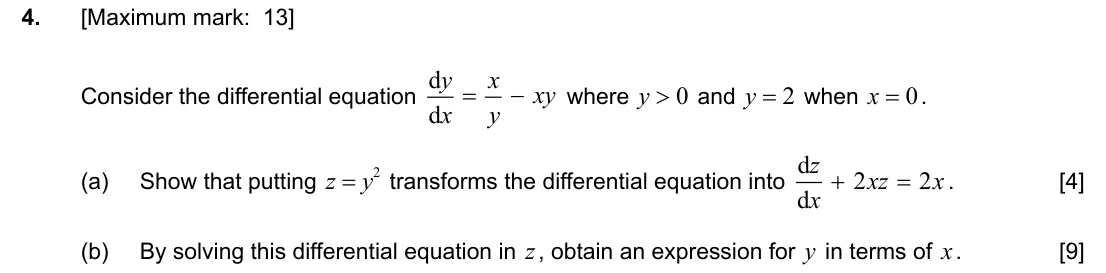 4. [Maximum mark: 13]
Consider the differential equation dy/dx = x/y − xy where y > 0 and y = 2 when x = 0.
(a) Show that putting z = y² transforms the differential equation into dz/dx + 2xz = 2x. [4]
(b) By solving this differential equation in z, obtain an expression for y in terms of x. [9]